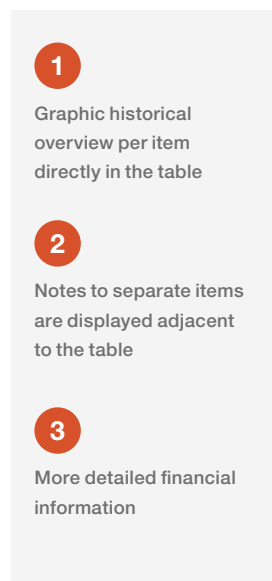 1
Graphic historical
overview per item
directly in the table
2
Notes to separate items
are displayed adjacent
to the table
3
More detailed financial
information